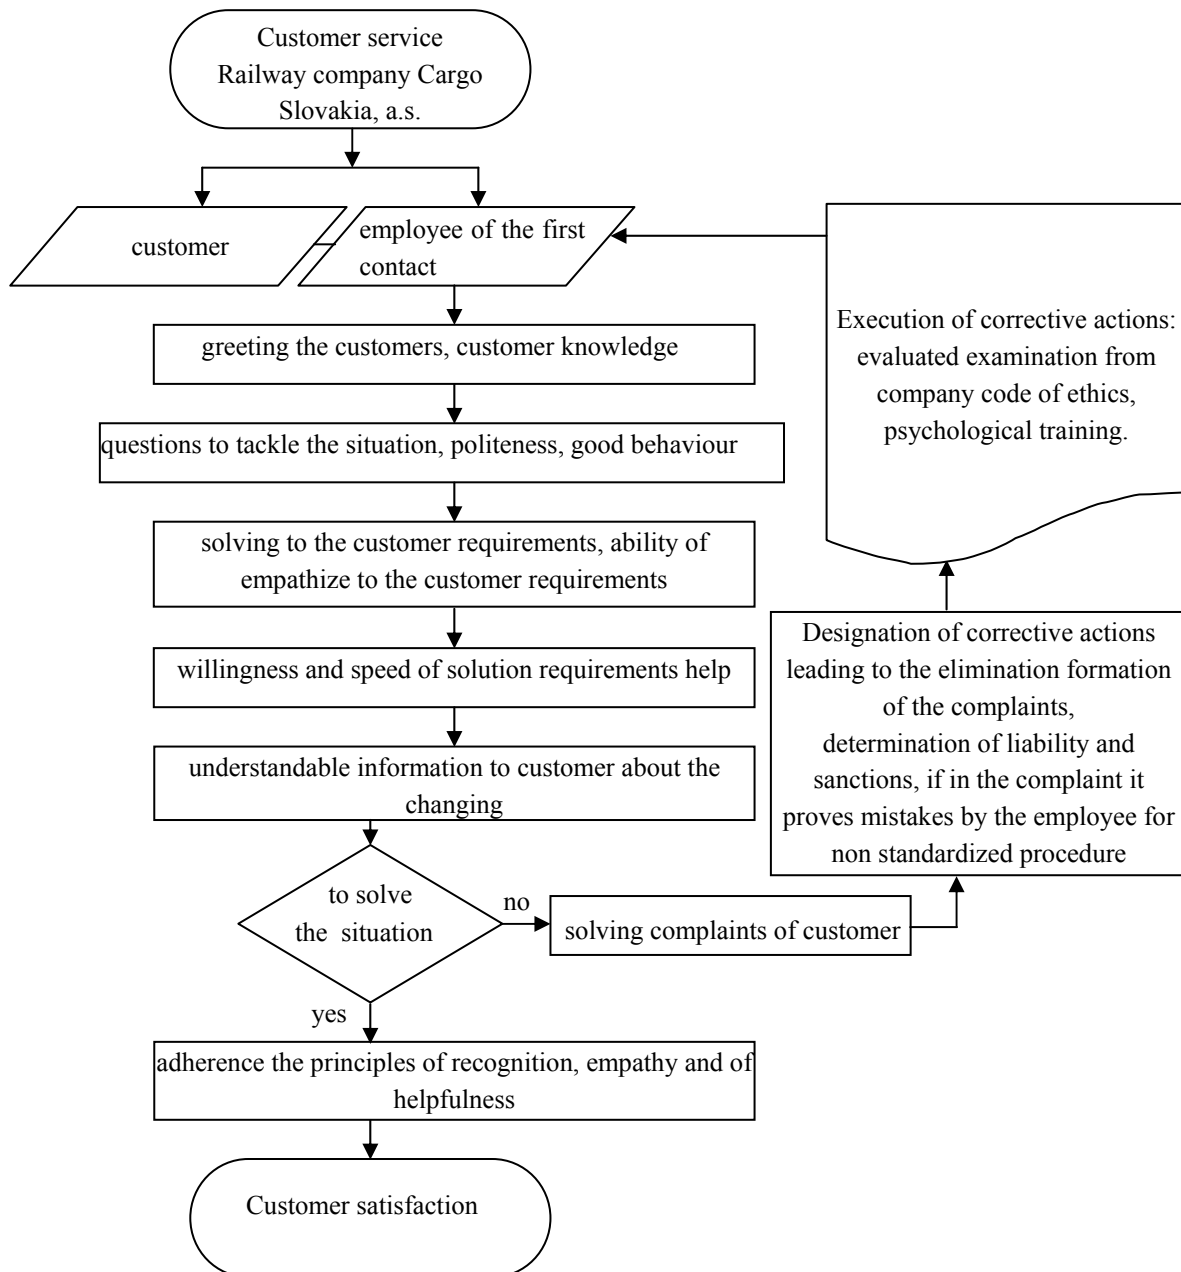 Customer service
Railway company Cargo
Slovakia, a.s.
customer
employee of the first
contact
greeting the customers, customer knowledge
questions to tackle the situation, politeness, good behaviour
solving to the customer requirements, ability of
empathize to the customer requirements
willingness and speed of solution requirements help
understandable information to customer about the
changing
to solve
the situation
no
solving complaints of customer
Designation of corrective actions
leading to the elimination formation
of the complaints,
determination of liability and
sanctions, if in the complaint it
proves mistakes by the employee for
non standardized procedure
Execution of corrective actions:
evaluated examination from
company code of ethics,
psychological training.
yes
adherence the principles of recognition, empathy and of
helpfulness
Customer satisfaction